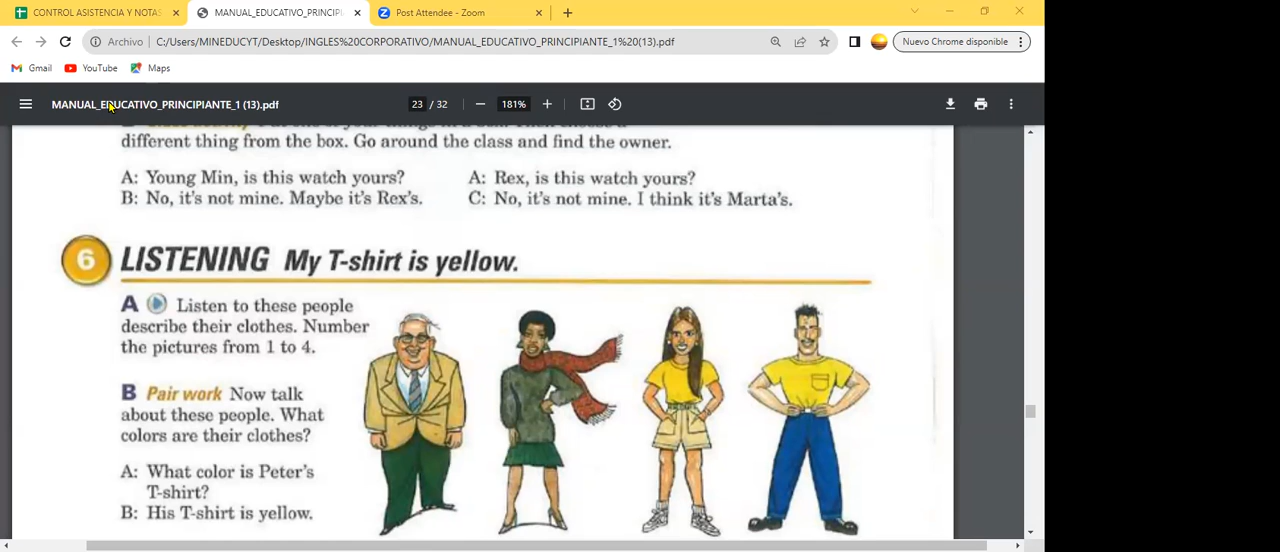 CONTROL ASISTENCIA Y NOTAS
MANUAL_EDUCATIVO_PRINCIPI
Post Attendee - Zoom
Archivo
C:/Users/MINEDUCYT/Desktop/INGLES%20CORPORATIVO/MANUAL_EDUCATIVO_PRINCIPIANTE_1%20(13).pdf
Nuevo Chrome disponible
Gmail
YouTube
Maps
MANUAL_EDUCATIVO_PRINCIPIANTE_1 (13).pdf
23 / 32
181%
different thing from the box. Go around the class and find the owner.
A: Young Min, is this watch yours?
B: No, it's not mine. Maybe it's Rex's.
A: Rex, is this watch yours?
C: No, it's not mine. I think it's Marta's.
6 LISTENING My T-shirt is yellow.
A Listen to these people
describe their clothes. Number
the pictures from 1 to 4.
B Pair work Now talk
about these people. What
colors are their clothes?
A: What color is Peter's
T-shirt?
B: His T-shirt is yellow.